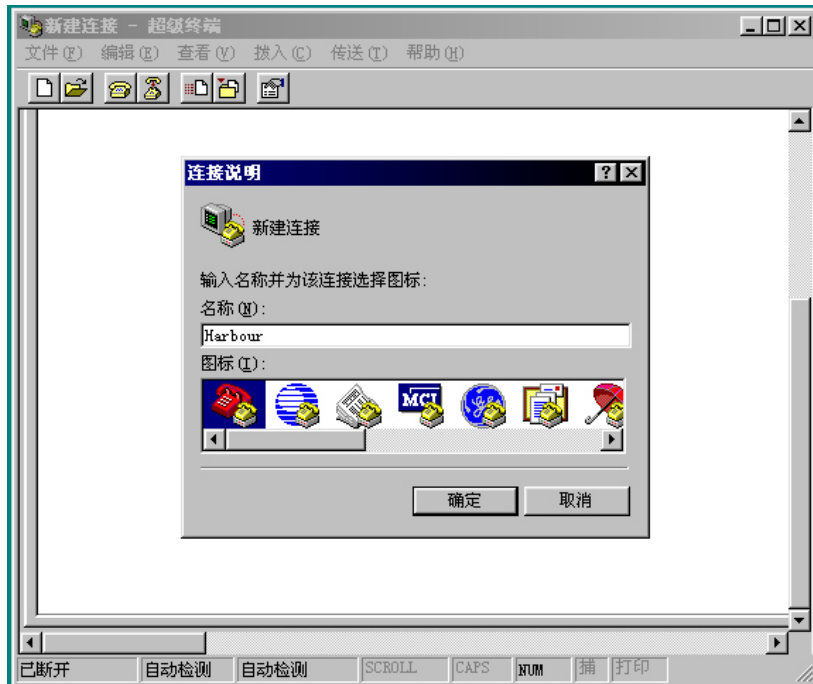 新建连接 - 超级终端
文件(F) 编辑(E) 查看(V) 拨入(C) 传送(T) 帮助(H)
连接说明
新建连接
输入名称并为该连接选择图标:
名称(N):
Harbour
图标(I):
MCI
确定 取消
已断开 自动检测 自动检测 SCROLL CAPS NUM 捕 打印